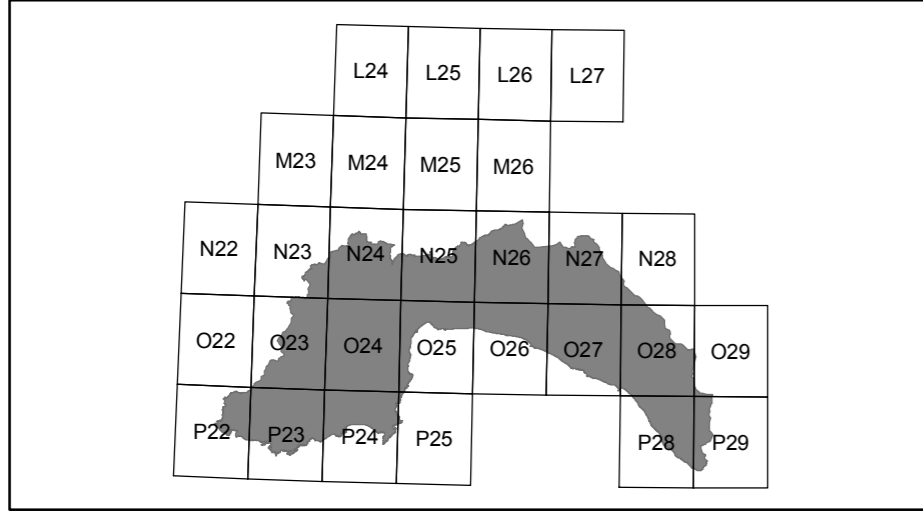 L24 L25 L26 L27
M23 M24 M25 M26
N22 N23 N24 N25 N26 N27 N28
O22 O23 O24 O25 O26 O27 O28 O29
P22 P23 P24 P25 P28 P29